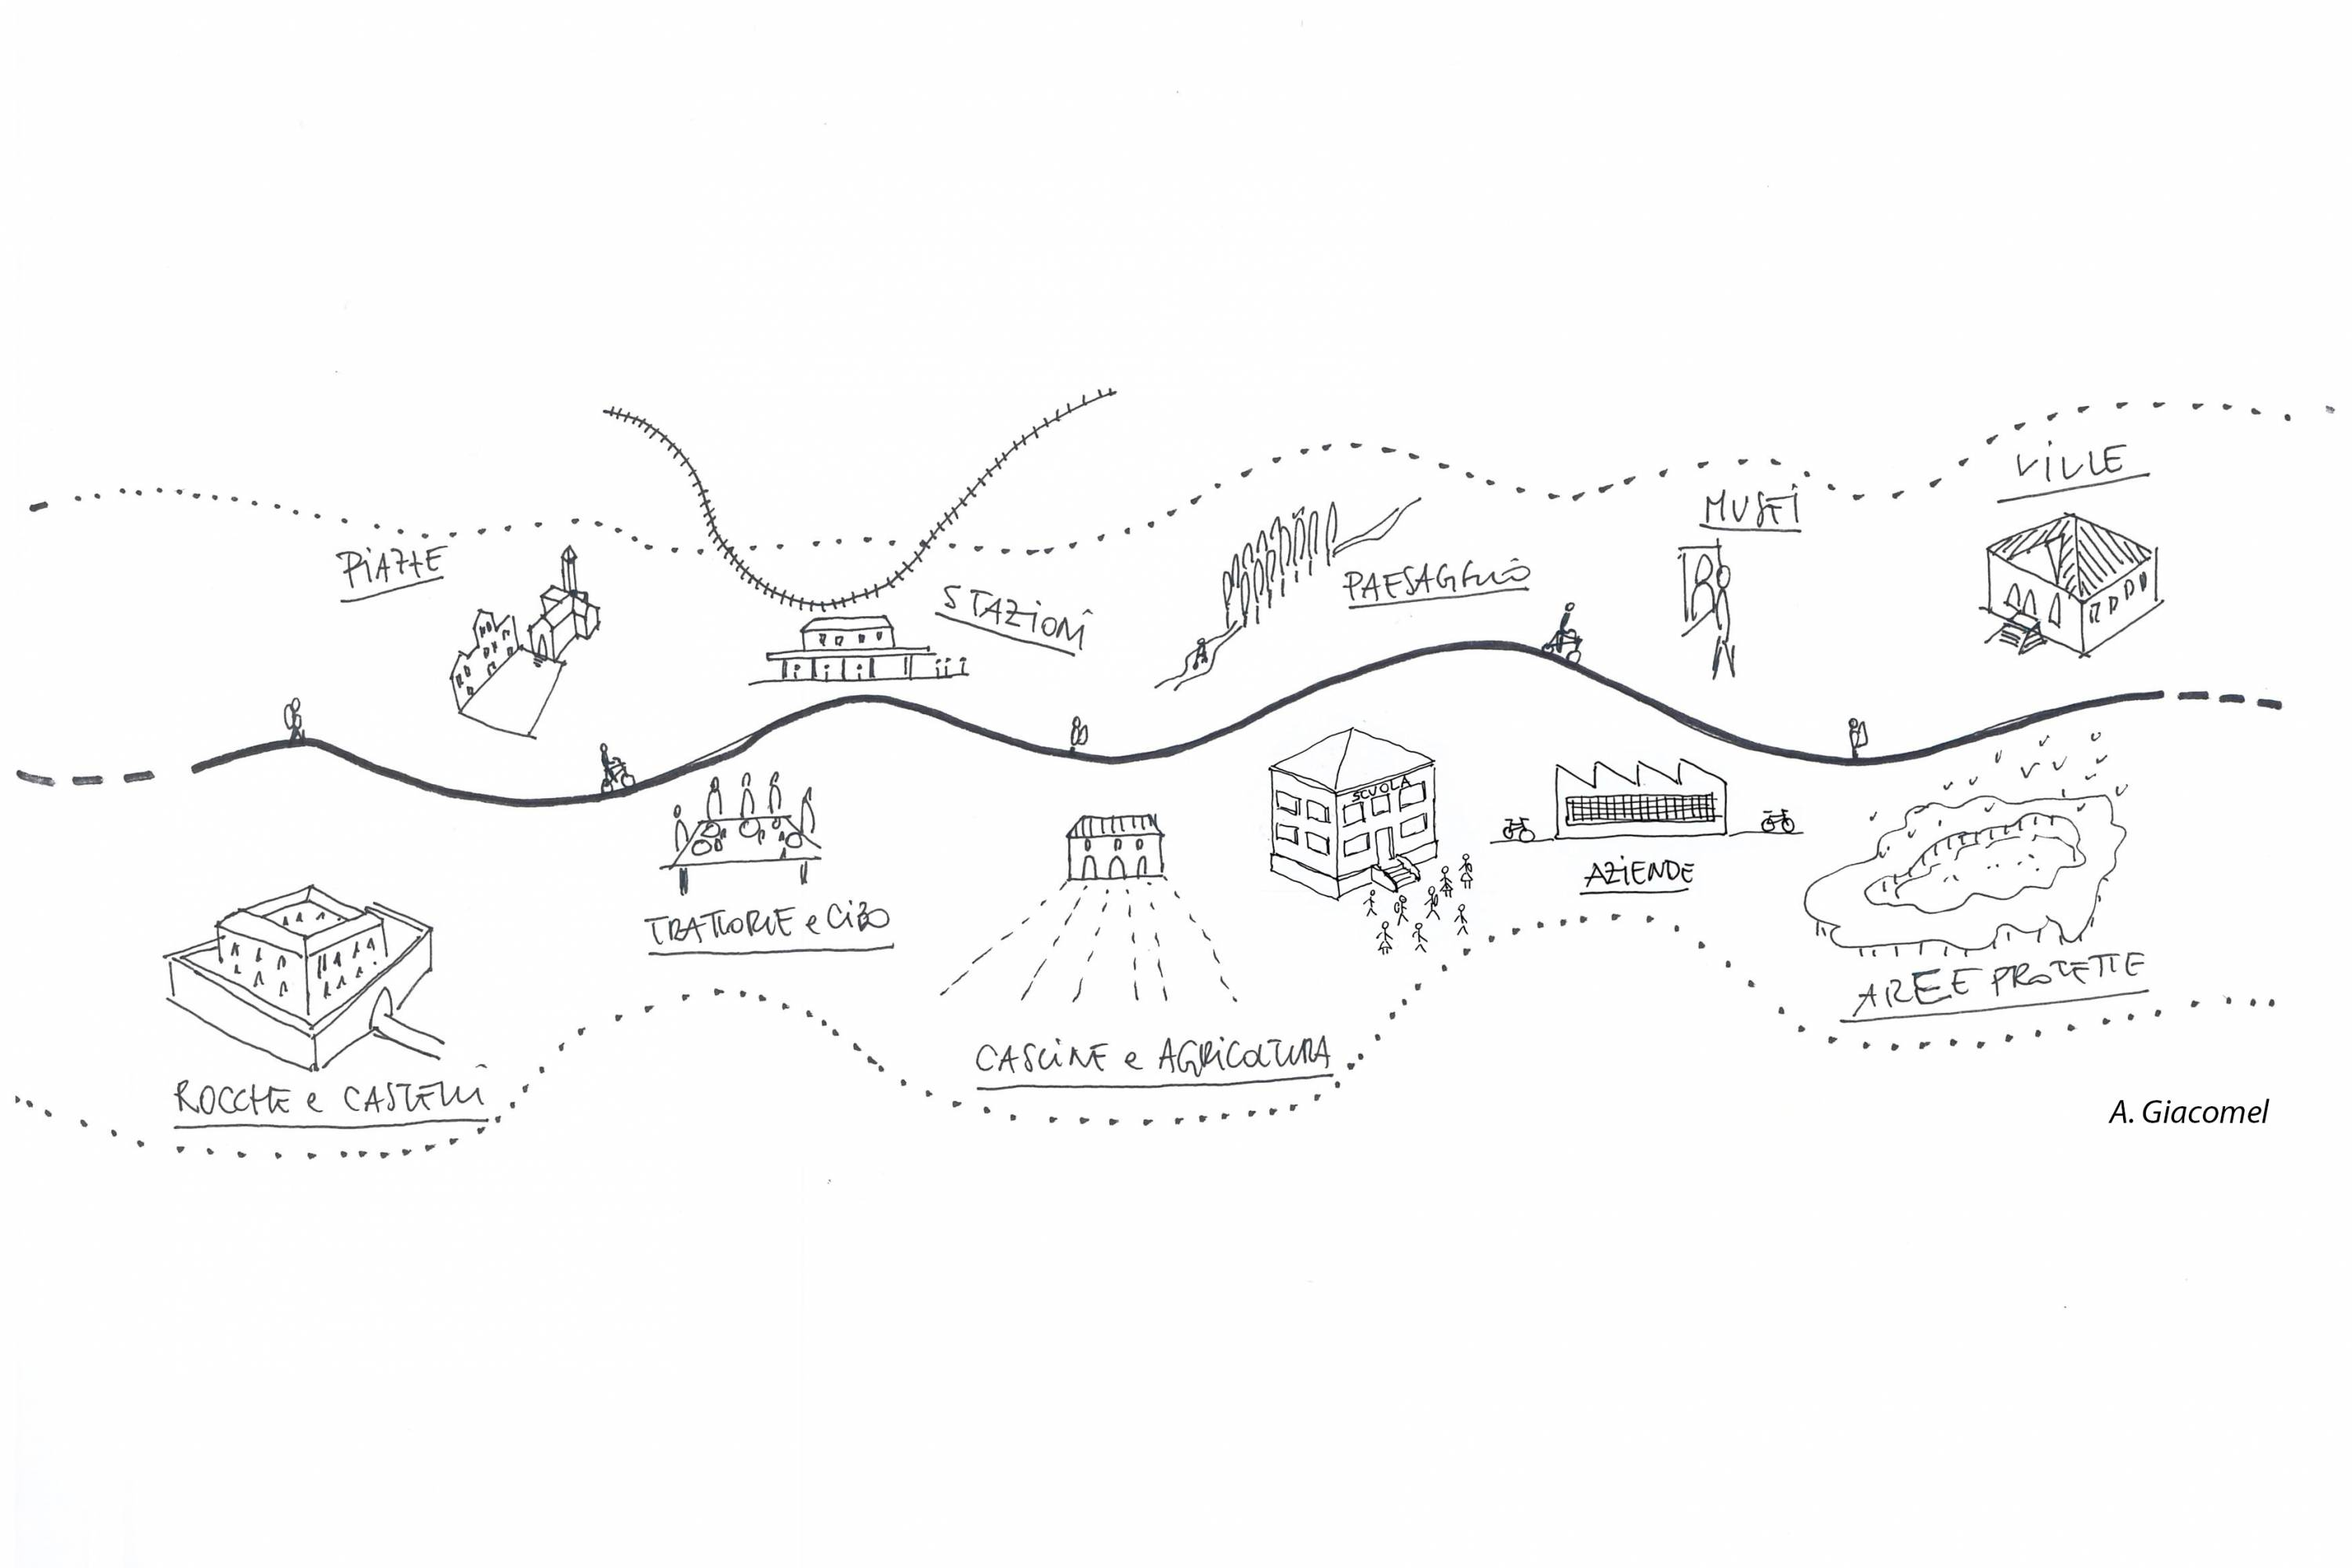 VILLE
MUSEI
PIAZZE
STAZIONI
PAESAGGIO
SCUOLA
AZIENDE
TRATTORIE e CIBO
AREE PROTETTE
CASCINE e AGRICOLTURA
ROCCHE e CASTELLI
A. Giacomel